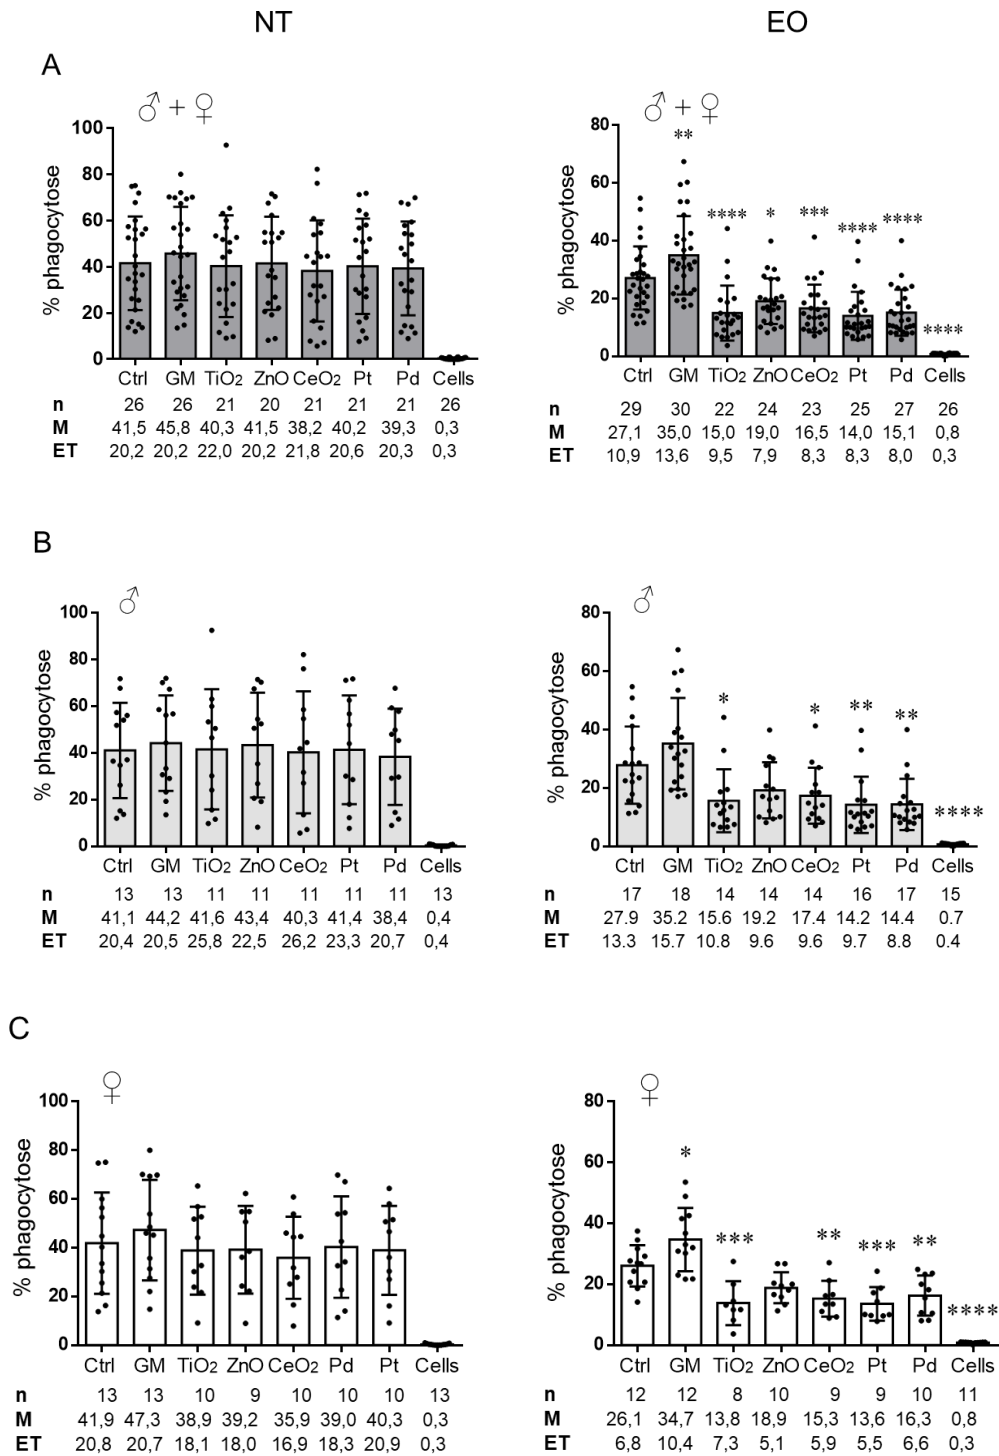 NT EO
A
♂ + ♀
100
80
60
40
20
0
% phagocytose
Ctrl GM TiO2 ZnO CeO2 Pt Pd Cells
n 26 26 21 20 21 21 21 26
M 41,5 45,8 40,3 41,5 38,2 40,2 39,3 0,3
ET 20,2 20,2 22,0 20,2 21,8 20,6 20,3 0,3
♂ + ♀
80
60
40
20
0
% phagocytose
** **** * *** **** **** ****
Ctrl GM TiO2 ZnO CeO2 Pt Pd Cells
n 29 30 22 24 23 25 27 26
M 27,1 35,0 15,0 19,0 16,5 14,0 15,1 0,8
ET 10,9 13,6 9,5 7,9 8,3 8,3 8,0 0,3
B
♂
100
80
60
40
20
0
% phagocytose
Ctrl GM TiO2 ZnO CeO2 Pt Pd Cells
n 13 13 11 11 11 11 11 13
M 41,1 44,2 41,6 43,4 40,3 41,4 38,4 0,4
ET 20,4 20,5 25,8 22,5 26,2 23,3 20,7 0,4
♂
80
60
40
20
0
% phagocytose
* * ** ** ****
Ctrl GM TiO2 ZnO CeO2 Pt Pd Cells
n 17 18 14 14 14 16 17 15
M 27.9 35.2 15.6 19.2 17.4 14.2 14.4 0.7
ET 13.3 15.7 10.8 9.6 9.6 9.7 8.8 0.4
C
♀
100
80
60
40
20
0
% phagocytose
Ctrl GM TiO2 ZnO CeO2 Pd Pt Cells
n 13 13 10 9 10 10 10 13
M 41,9 47,3 38,9 39,2 35,9 39,0 40,3 0,3
ET 20,8 20,7 18,1 18,0 16,9 18,3 20,9 0,3
♀
80
60
40
20
0
% phagocytose
* *** ** *** ** ****
Ctrl GM TiO2 ZnO CeO2 Pt Pd Cells
n 12 12 8 10 9 9 10 11
M 26,1 34,7 13,8 18,9 15,3 13,6 16,3 0,8
ET 6,8 10,4 7,3 5,1 5,9 5,5 6,6 0,3